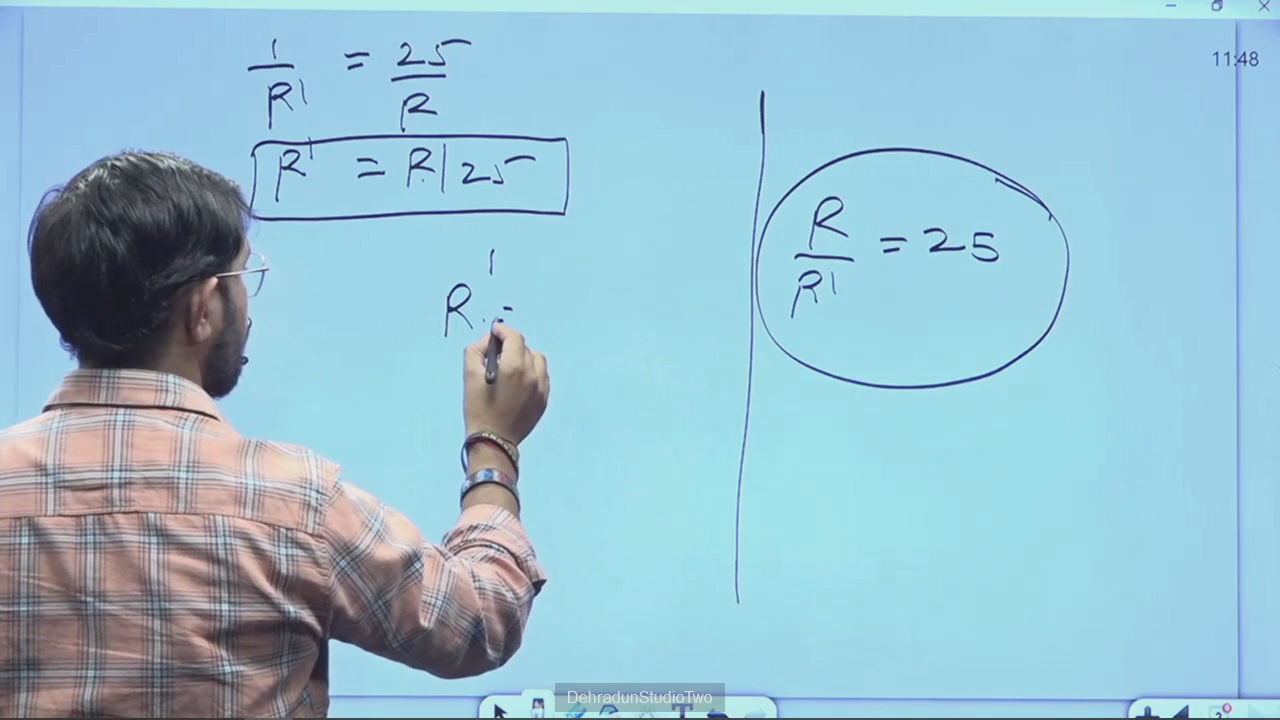 11:48
1/R' = 25/R
R' = R/25
R' =
R/R' = 25
DehradunStudioTwo